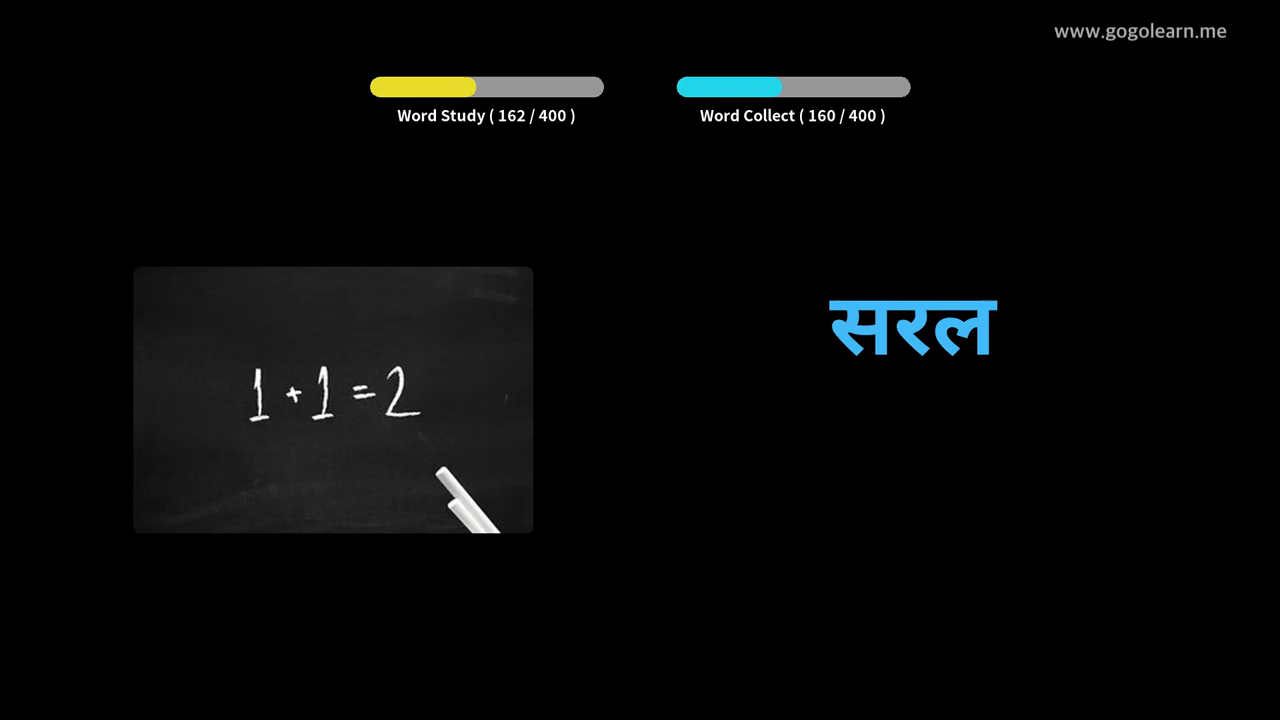 www.gogolearn.me
Word Study ( 162 / 400 )
Word Collect ( 160 / 400 )
सरल
1 + 1 = 2